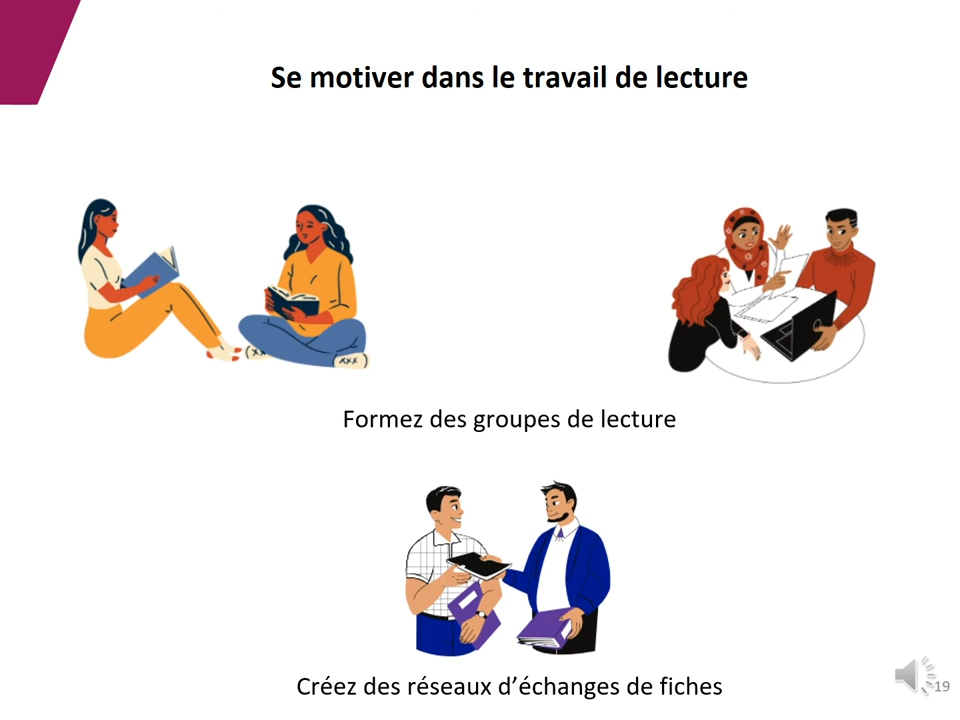 Se motiver dans le travail de lecture
Formez des groupes de lecture
Créez des réseaux d’échanges de fiches
19